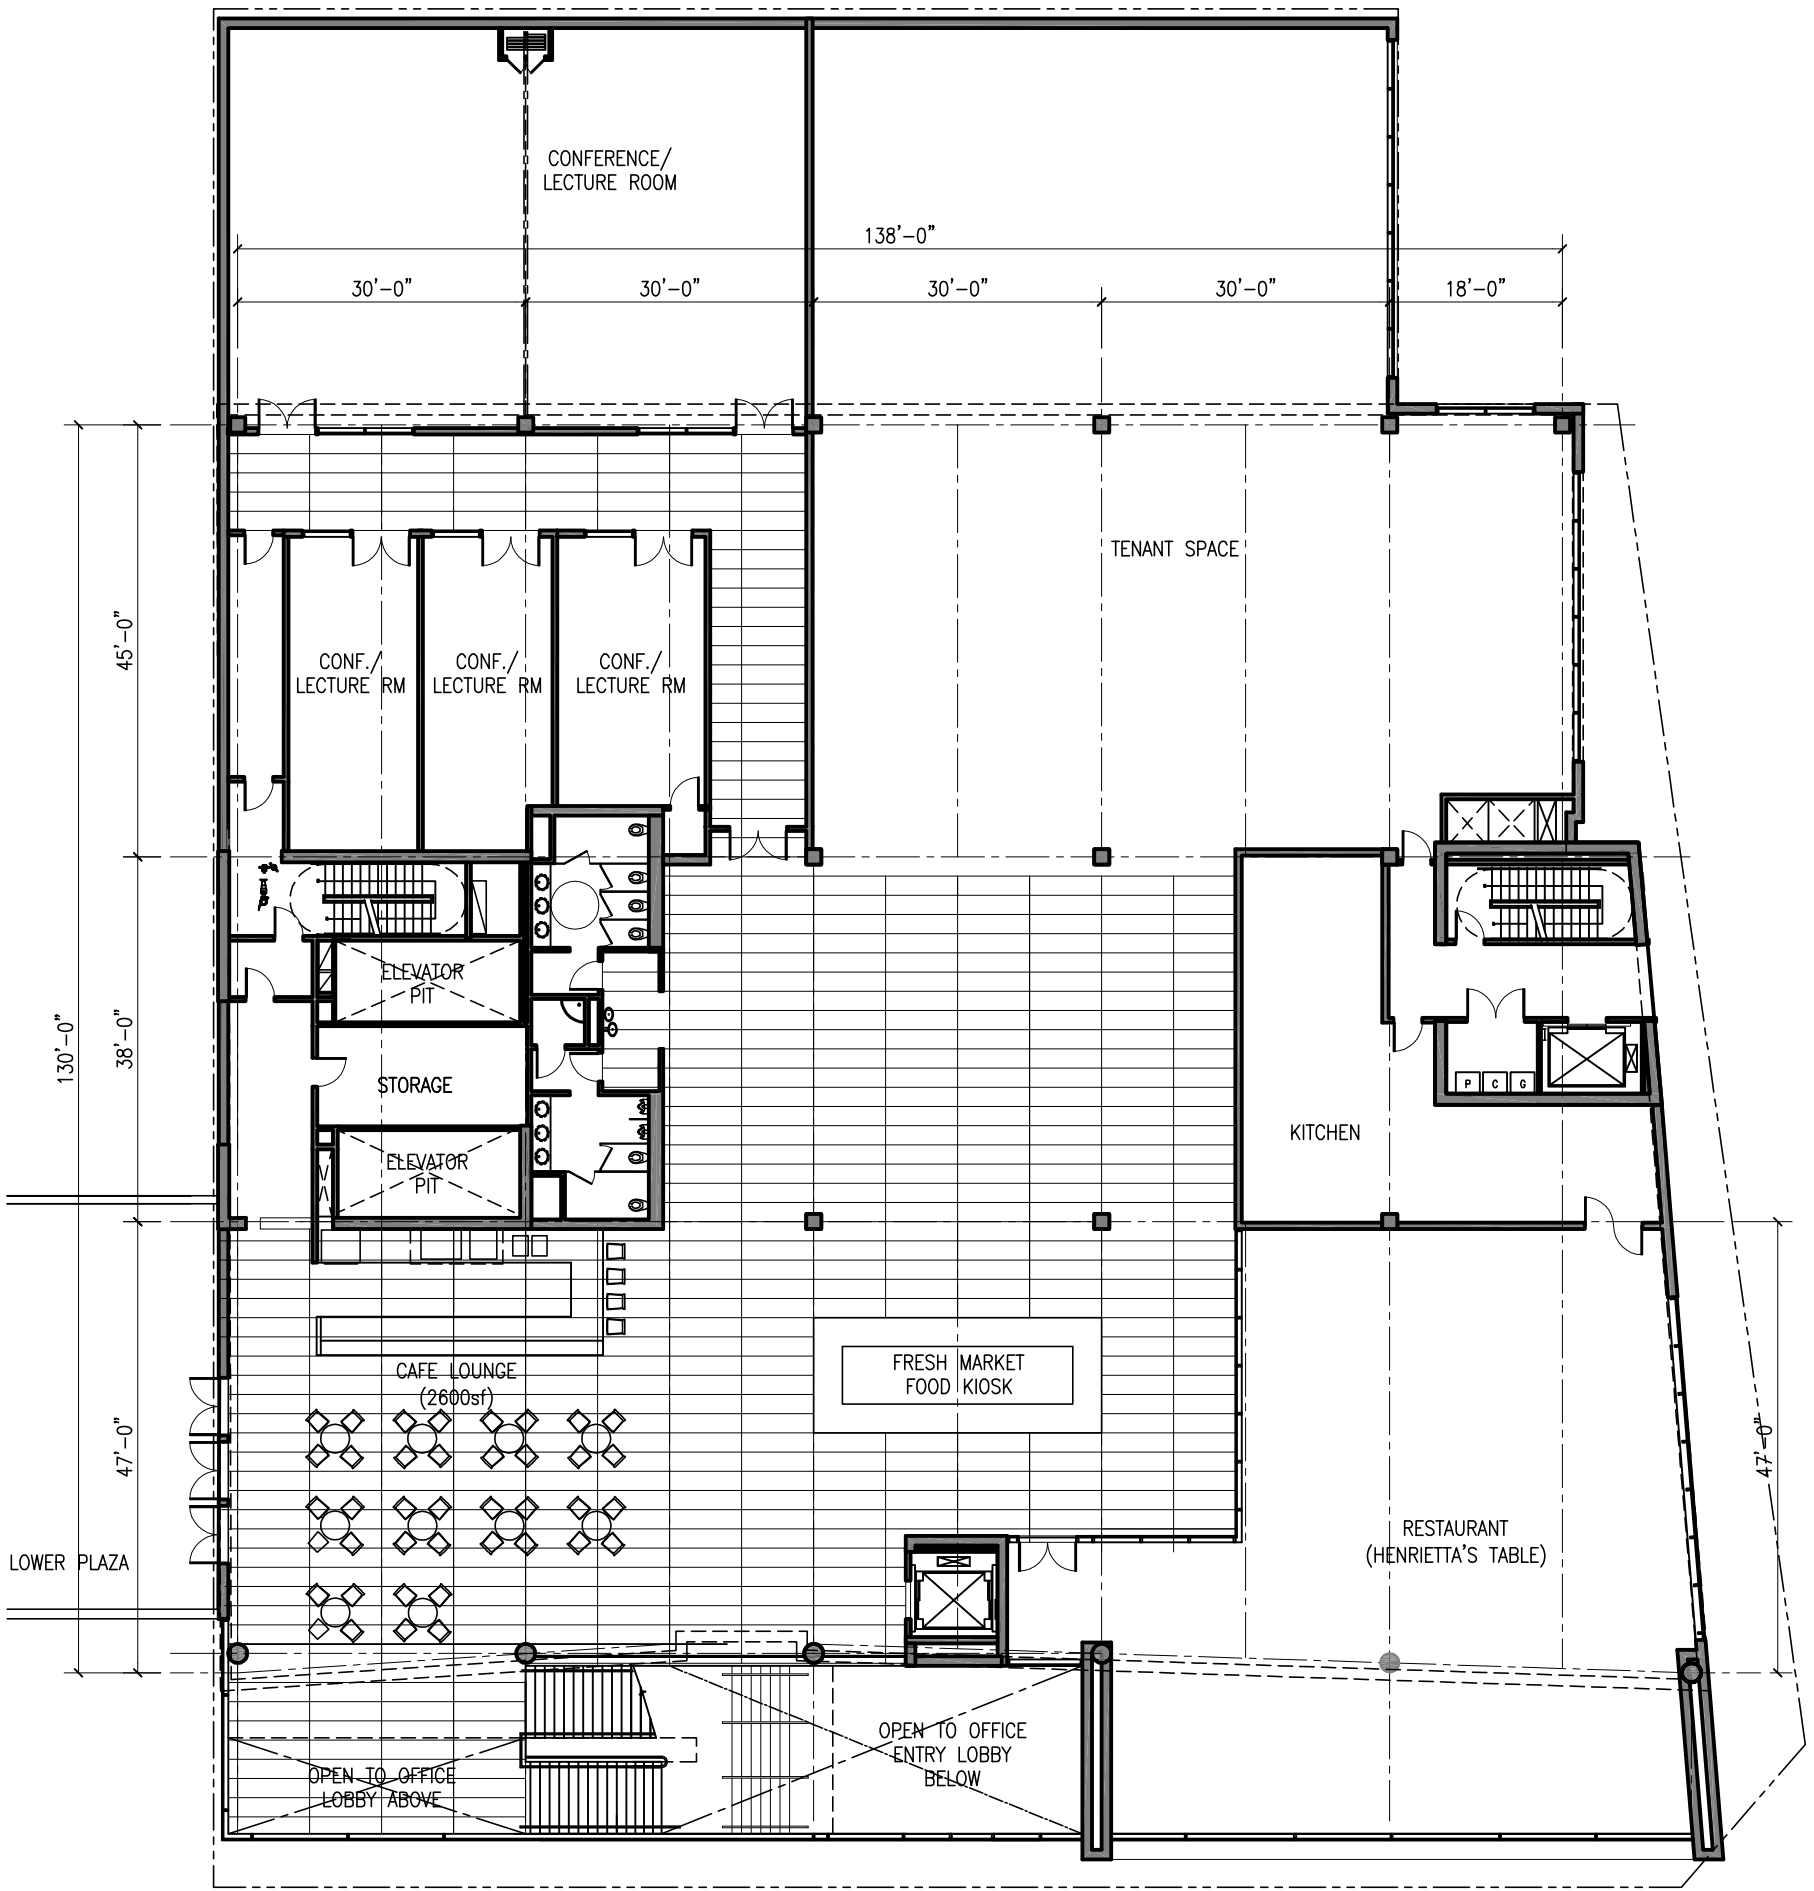 CONFERENCE/
LECTURE ROOM
138'-0"
30'-0"
30'-0"
30'-0"
30'-0"
18'-0"
TENANT SPACE
45'-0"
CONF./
LECTURE RM
CONF./
LECTURE RM
CONF./
LECTURE RM
130'-0"
38'-0"
ELEVATOR
PIT
STORAGE
ELEVATOR
PIT
P
C
G
KITCHEN
CAFE LOUNGE
(2600sf)
FRESH MARKET
FOOD KIOSK
47'-0"
47'-0"
RESTAURANT
(HENRIETTA'S TABLE)
LOWER PLAZA
OPEN TO OFFICE
ENTRY LOBBY
BELOW
OPEN TO OFFICE
LOBBY ABOVE